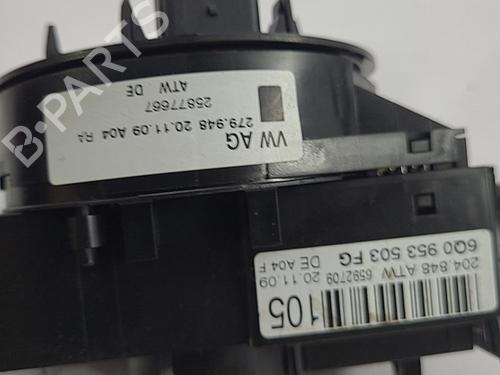 VW AG
279.948 20.11.09 A04 RA
25877667
ATW DE
105
204.848 ATW 6592709 20.11.09
6Q0 953 503 FG
DE A04 F
B-PARTS